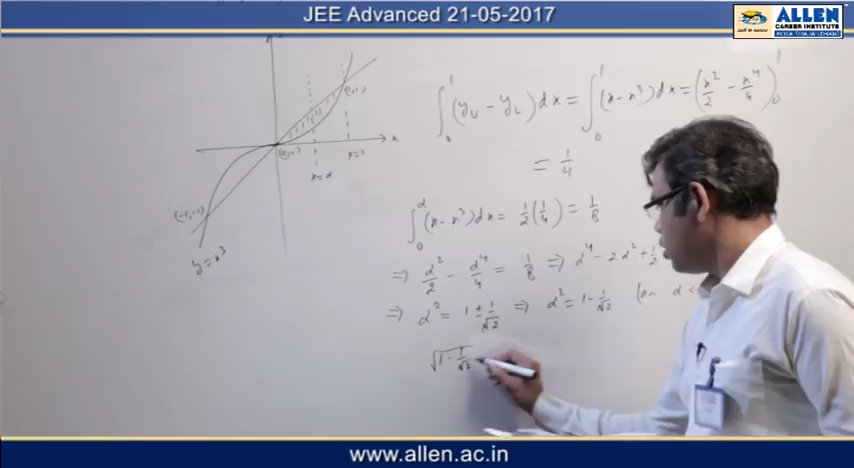 JEE Advanced 21-05-2017
ALLEN
CAREER INSTITUTE
KOTA (RAJASTHAN)
∫₀¹ (y_U − y_L) dx = ∫₀¹ (x − x³) dx = (x²/2 − x⁴/4)₀¹
= 1/4
∫₀^α (x − x³) dx = 1/2 (1/4) = 1/8
⇒ α²/2 − α⁴/4 = 1/8 ⇒ α⁴ − 2α² + 1/2
⇒ α² = 1 ± 1/√2 ⇒ α² = 1 − 1/√2 (as α <
√1 − 1/√2
x
(1,1)
x=α
x=1
(-1,-1)
y = x³
www.allen.ac.in